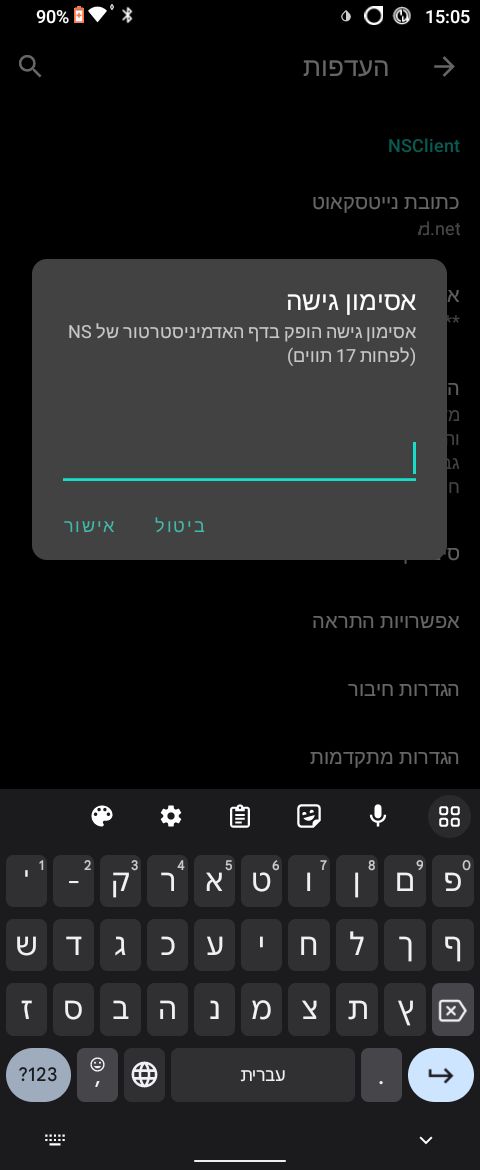 90% 15:05
העדפות
NSClient
כתובת נייטסקאוט
d.net
**
אסימון גישה
אסימון גישה הופק בדף האדמיניסטרטור של NS
(לפחות 17 תווים)
ביטול אישור
אפשרויות התראה
הגדרות חיבור
הגדרות מתקדמות
' 1 - 2 ק 3 ר 4 א 5 ט 6 ו 7 ן 8 ם 9 פ 0
ש ד ג כ ע י ח ל ך ף
ז ס ב ה נ מ צ ת ץ
?123 , עברית .